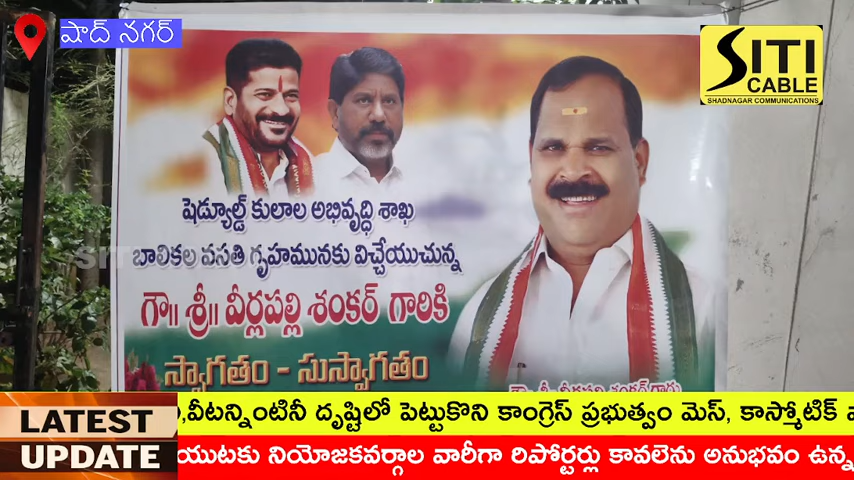 షాద్ నగర్
SITI
CABLE
SHADNAGAR COMMUNICATIONS
షెడ్యూల్డ్ కులాల అభివృద్ధి శాఖ
బాలికల వసతి గృహమునకు విచ్చేయుచున్న
గౌ॥ శ్రీ॥ వీర్లపల్లి శంకర్ గారికి
స్వాగతం - సుస్వాగతం
LATEST
UPDATE
వీటన్నింటినీ దృష్టిలో పెట్టుకొని కాంగ్రెస్ ప్రభుత్వం మెస్, కాస్మోటిక్
యుటకు నియోజకవర్గాల వారీగా రిపోర్టర్లు కావలెను అనుభవం ఉన్న